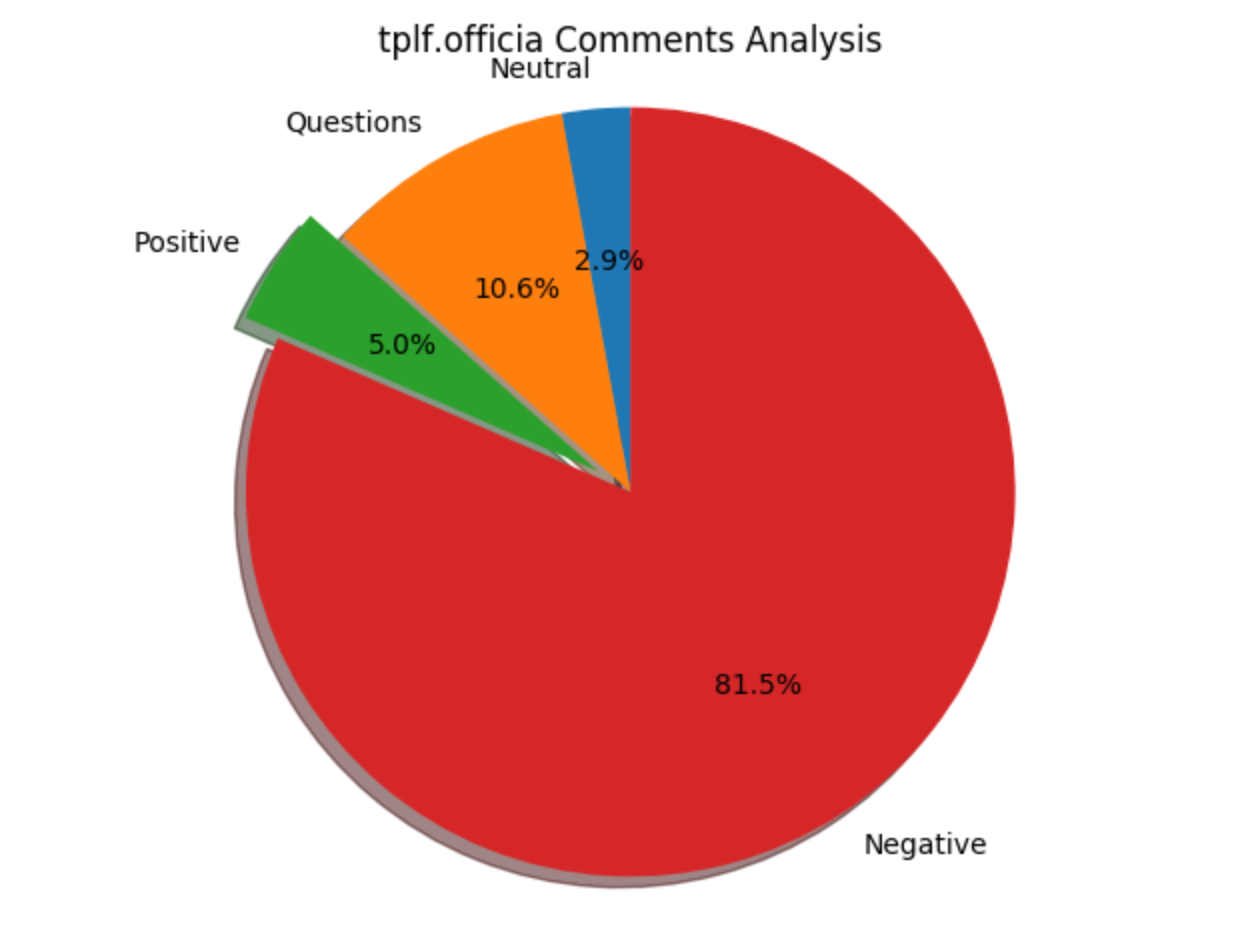 tplf.officia Comments Analysis
Neutral
Questions
Positive
2.9%
10.6%
5.0%
81.5%
Negative